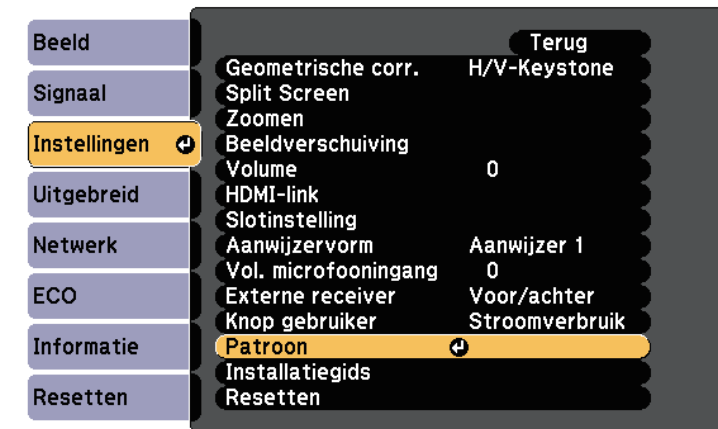 Beeld
Signaal
Instellingen
Uitgebreid
Netwerk
ECO
Informatie
Resetten
Terug
Geometrische corr. H/V-Keystone
Split Screen
Zoomen
Beeldverschuiving
Volume 0
HDMI-link
Slotinstelling
Aanwijzervorm Aanwijzer 1
Vol. microfooningang 0
Externe receiver Voor/achter
Knop gebruiker Stroomverbruik
Patroon
Installatiegids
Resetten